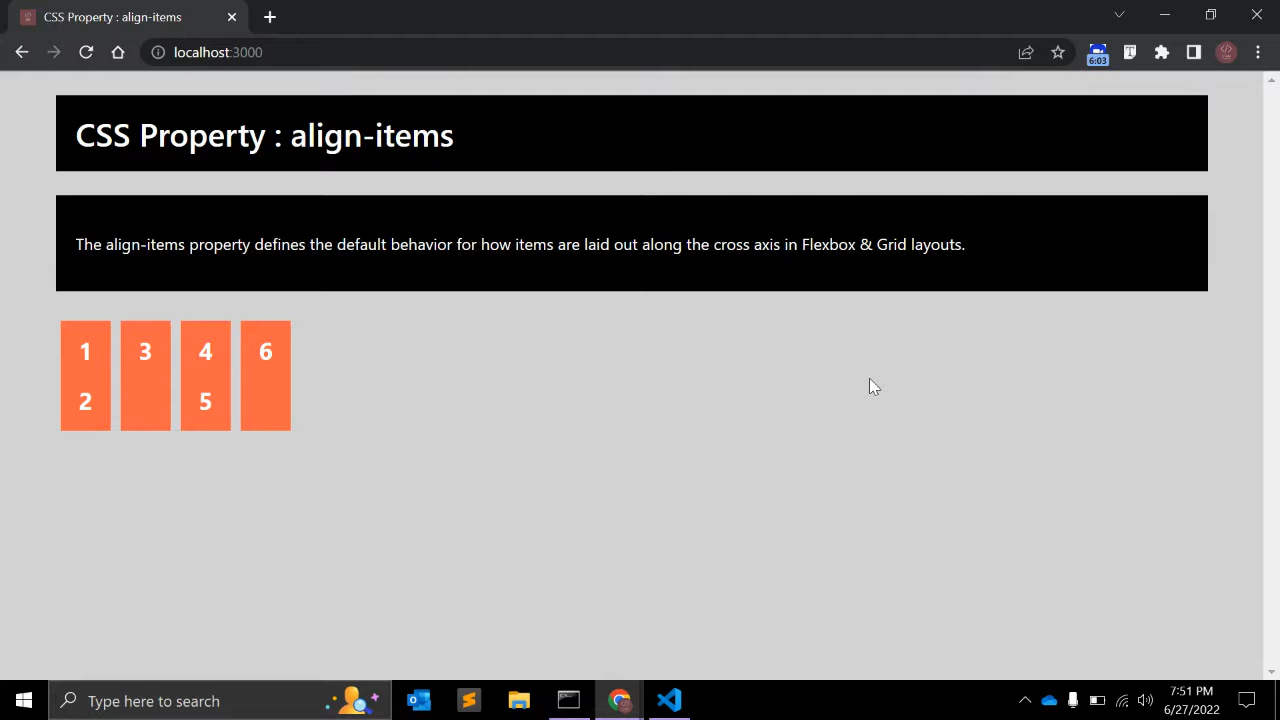 CSS Property : align-items
localhost:3000
6:03
CSS Property : align-items
The align-items property defines the default behavior for how items are laid out along the cross axis in Flexbox & Grid layouts.
1 3 4 6
2 5
Type here to search
7:51 PM
6/27/2022